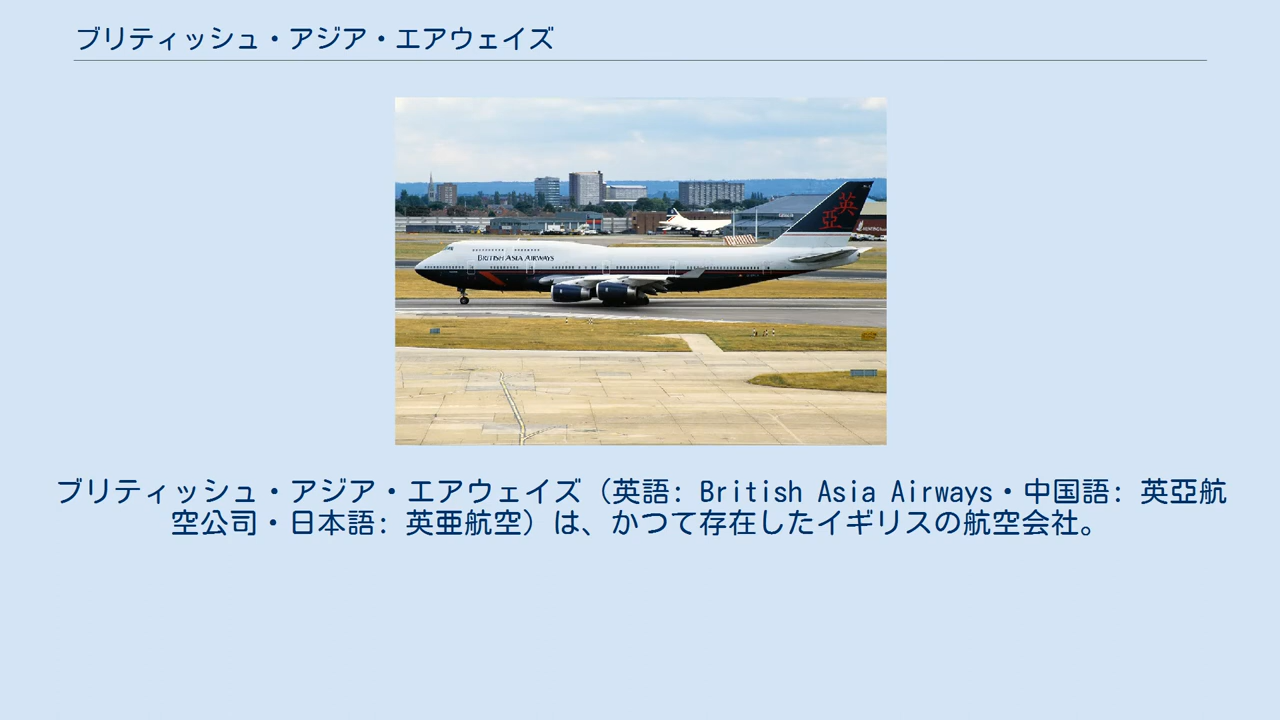 ブリティッシュ・アジア・エアウェイズ
BRITISH ASIA AIRWAYS
英
亞
ブリティッシュ・アジア・エアウェイズ（英語: British Asia Airways・中国語: 英亞航
空公司・日本語: 英亜航空）は、かつて存在したイギリスの航空会社。